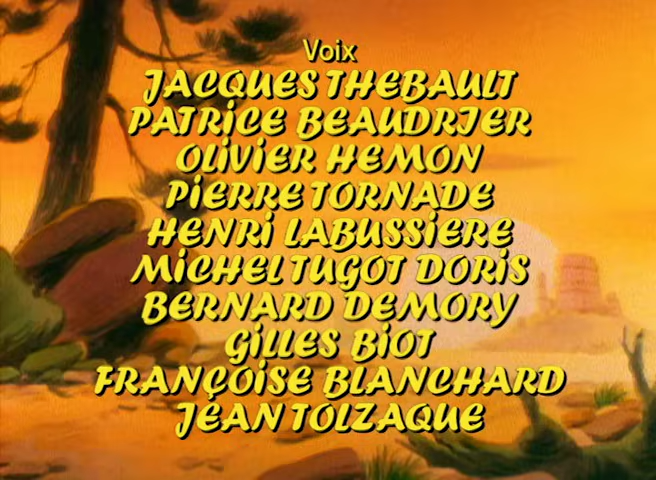 Voix
JACQUES THEBAULT
PATRiCE BEAUDRIER
OLiViER HEMON
PiERRE TORNADE
HENRi LABUSSiERE
MiCHEL TUGOT DORiS
BERNARD DEMORY
GiLLES BiOT
FRANÇOiSE BLANCHARD
JEAN TOLZAQUE